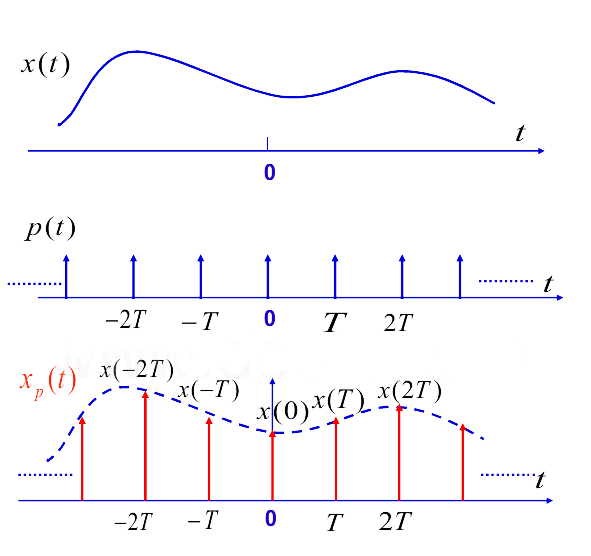 x(t)
t
0
p(t)
t
−2T −T 0 T 2T
x(−2T)
x_p(t) x(−T)
x(0) x(T) x(2T)
t
−2T −T 0 T 2T